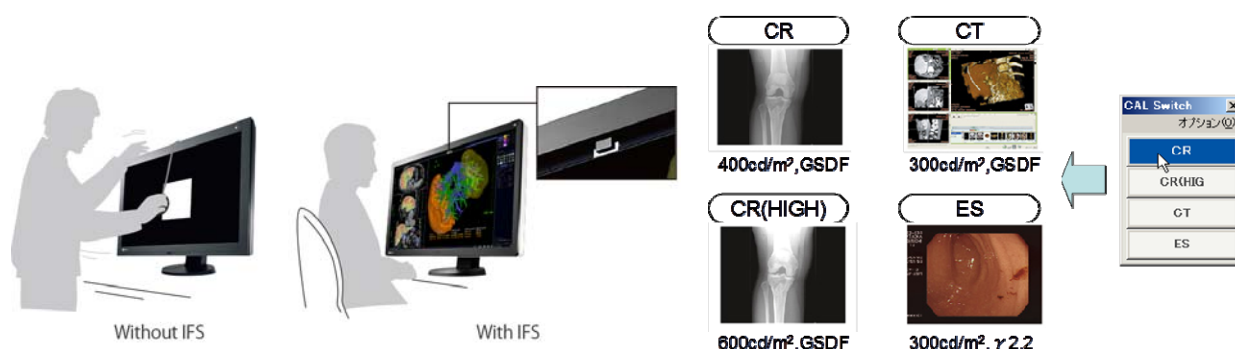 Without IFS
With IFS
CR
400cd/m²,GSDF
CT
300cd/m²,GSDF
CR(HIGH)
600cd/m²,GSDF
ES
300cd/m², γ2.2
CAL Switch
オプション(O)
CR
CR(HIG
CT
ES